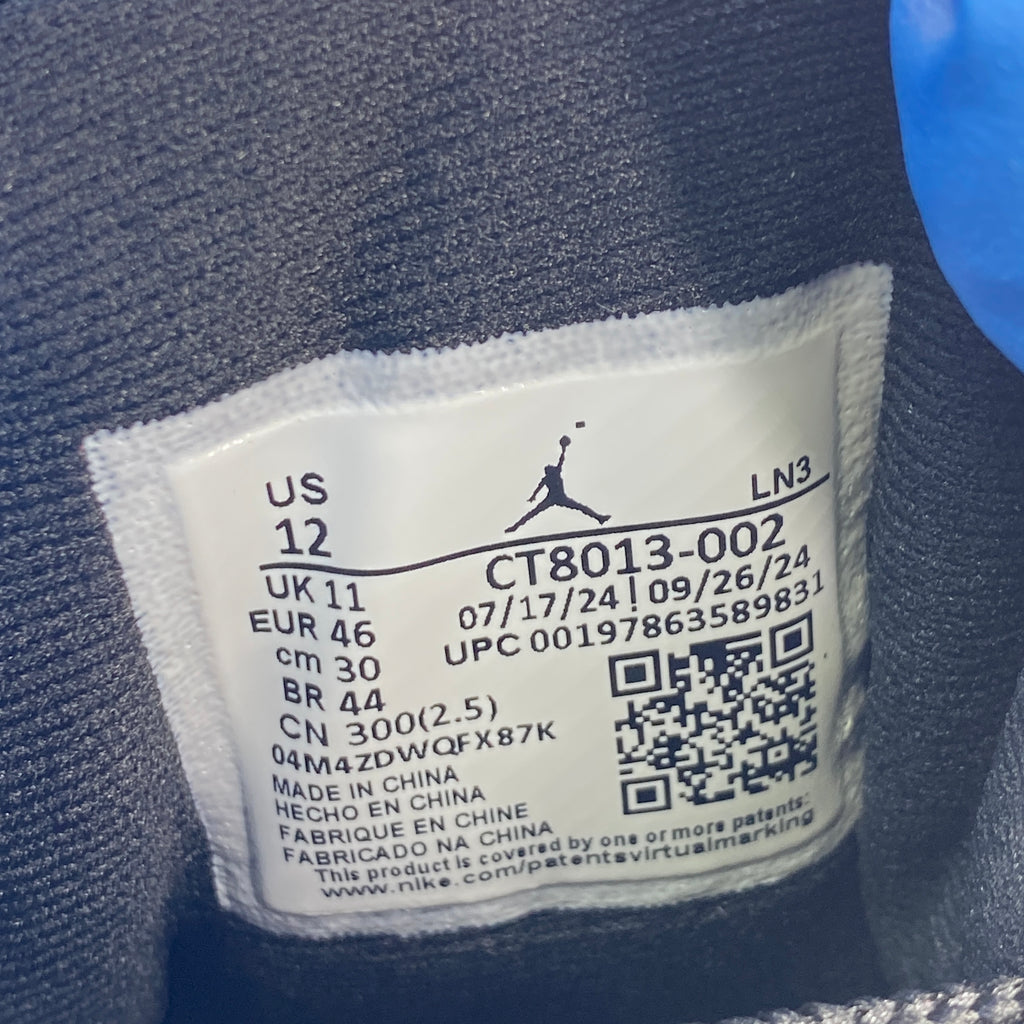 US
12
LN3
CT8013-002
07/17/24 | 09/26/24
UPC 00197863589831
UK 11
EUR 46
cm 30
BR 44
CN 300(2.5)
04M4ZDWQFX87K
MADE IN CHINA
HECHO EN CHINA
FABRIQUE EN CHINE
FABRICADO NA CHINA
This product is covered by one or more patents:
www.nike.com/patentsvirtualmarking